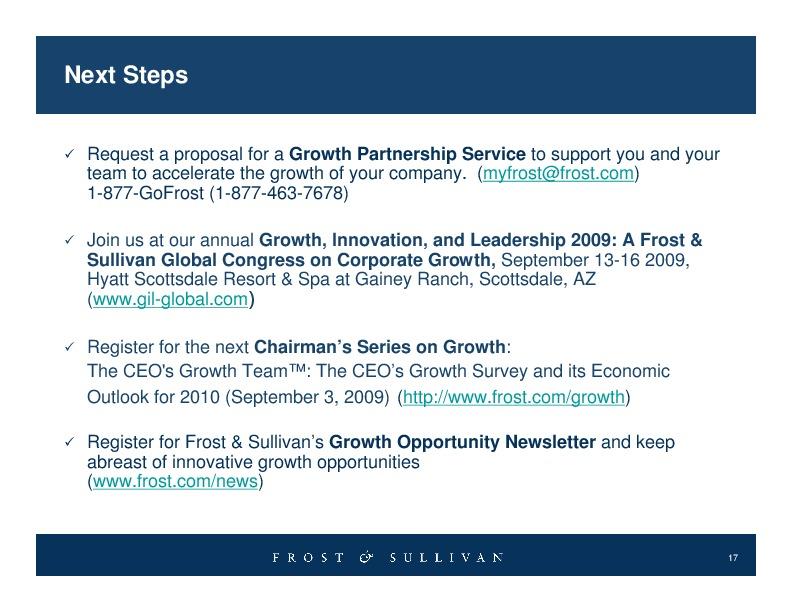 Next Steps
✓ Request a proposal for a Growth Partnership Service to support you and your
team to accelerate the growth of your company.  (myfrost@frost.com)
1-877-GoFrost (1-877-463-7678)
✓ Join us at our annual Growth, Innovation, and Leadership 2009: A Frost &
Sullivan Global Congress on Corporate Growth, September 13-16 2009,
Hyatt Scottsdale Resort & Spa at Gainey Ranch, Scottsdale, AZ
(www.gil-global.com)
✓ Register for the next Chairman’s Series on Growth:
The CEO's Growth Team™: The CEO’s Growth Survey and its Economic
Outlook for 2010 (September 3, 2009) (http://www.frost.com/growth)
✓ Register for Frost & Sullivan’s Growth Opportunity Newsletter and keep
abreast of innovative growth opportunities
(www.frost.com/news)
FROST & SULLIVAN
17